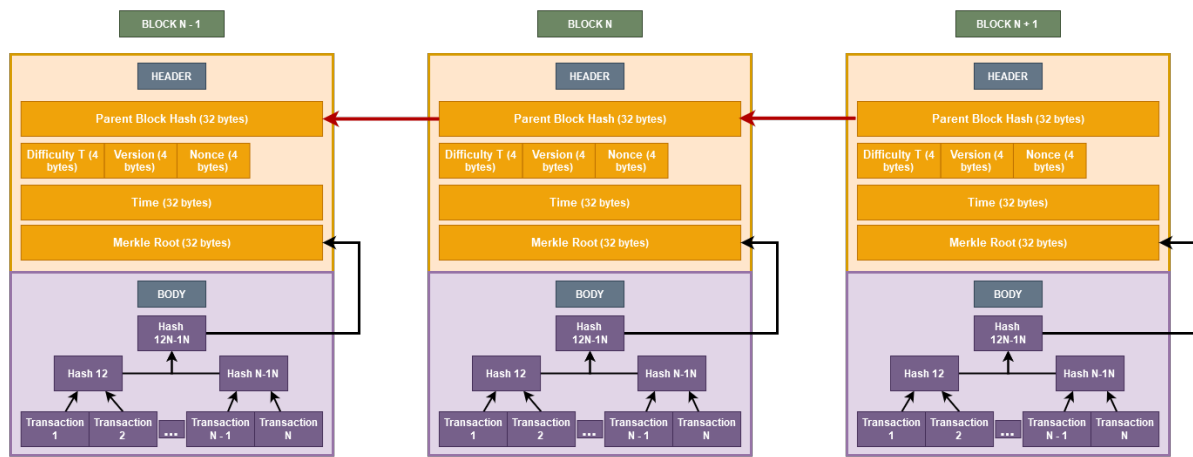 BLOCK N - 1
BLOCK N
BLOCK N + 1
HEADER
HEADER
HEADER
Parent Block Hash (32 bytes)
Parent Block Hash (32 bytes)
Parent Block Hash (32 bytes)
Difficulty T (4
bytes)
Version (4
bytes)
Nonce (4
bytes)
Difficulty T (4
bytes)
Version (4
bytes)
Nonce (4
bytes)
Difficulty T (4
bytes)
Version (4
bytes)
Nonce (4
bytes)
Time (32 bytes)
Time (32 bytes)
Time (32 bytes)
Merkle Root (32 bytes)
Merkle Root (32 bytes)
Merkle Root (32 bytes)
BODY
BODY
BODY
Hash
12N-1N
Hash
12N-1N
Hash
12N-1N
Hash 12
Hash N-1N
Hash 12
Hash N-1N
Hash 12
Hash N-1N
Transaction
1
Transaction
2
...
Transaction
N - 1
Transaction
N
Transaction
1
Transaction
2
...
Transaction
N - 1
Transaction
N
Transaction
1
Transaction
2
...
Transaction
N - 1
Transaction
N